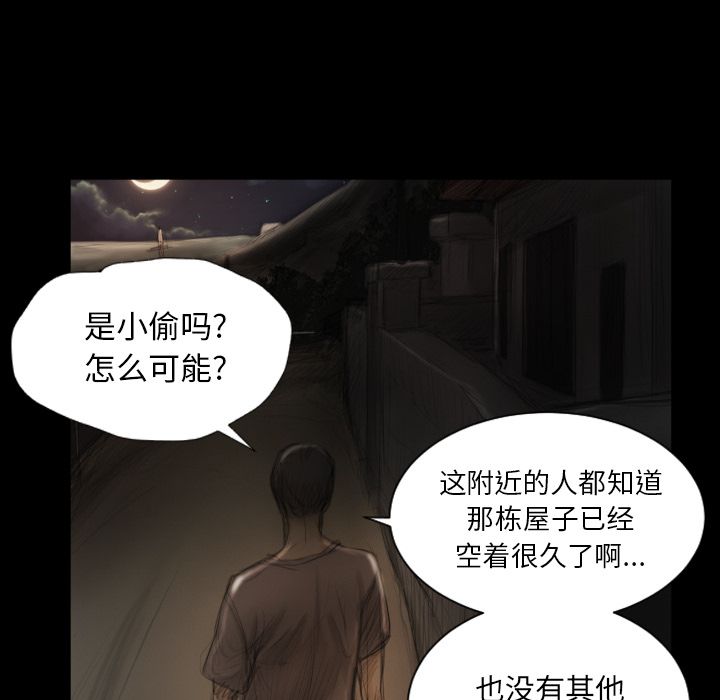 是小偷吗?
怎么可能?
这附近的人都知道
那栋屋子已经
空着很久了啊...
也没有其他